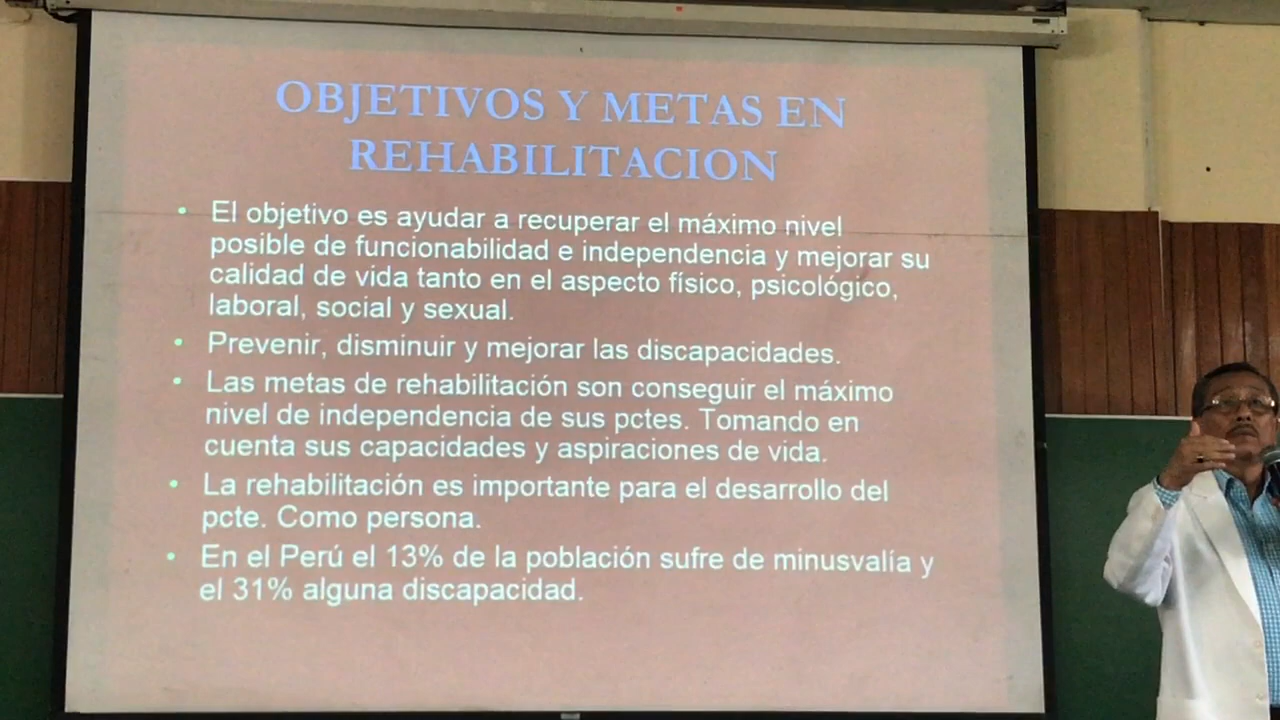 OBJETIVOS Y METAS EN
REHABILITACION
• El objetivo es ayudar a recuperar el máximo nivel
posible de funcionabilidad e independencia y mejorar su
calidad de vida tanto en el aspecto físico, psicológico,
laboral, social y sexual.
• Prevenir, disminuir y mejorar las discapacidades.
• Las metas de rehabilitación son conseguir el máximo
nivel de independencia de sus pctes. Tomando en
cuenta sus capacidades y aspiraciones de vida.
• La rehabilitación es importante para el desarrollo del
pcte. Como persona.
• En el Perú el 13% de la población sufre de minusvalía y
el 31% alguna discapacidad.